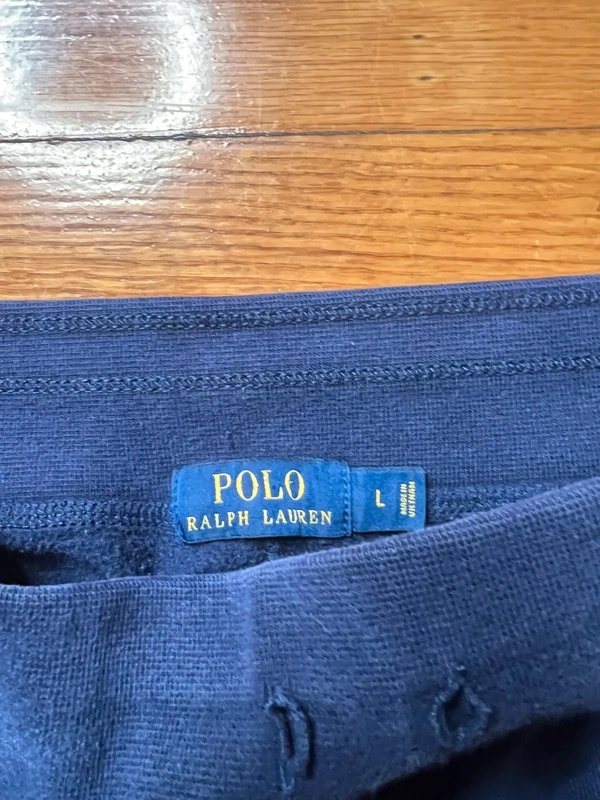 POLO
RALPH LAUREN
L
MADE IN
VIETNAM